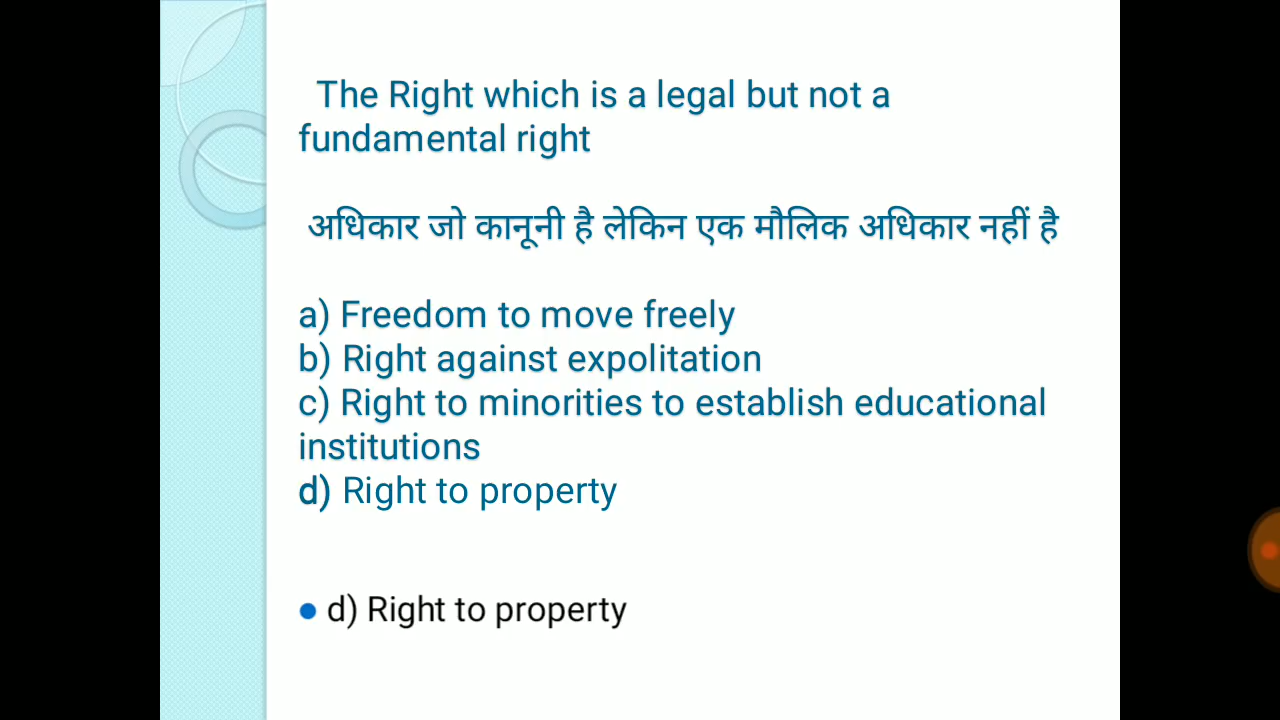 The Right which is a legal but not a
fundamental right
अधिकार जो कानूनी है लेकिन एक मौलिक अधिकार नहीं है
a) Freedom to move freely
b) Right against expolitation
c) Right to minorities to establish educational
institutions
d) Right to property
d) Right to property